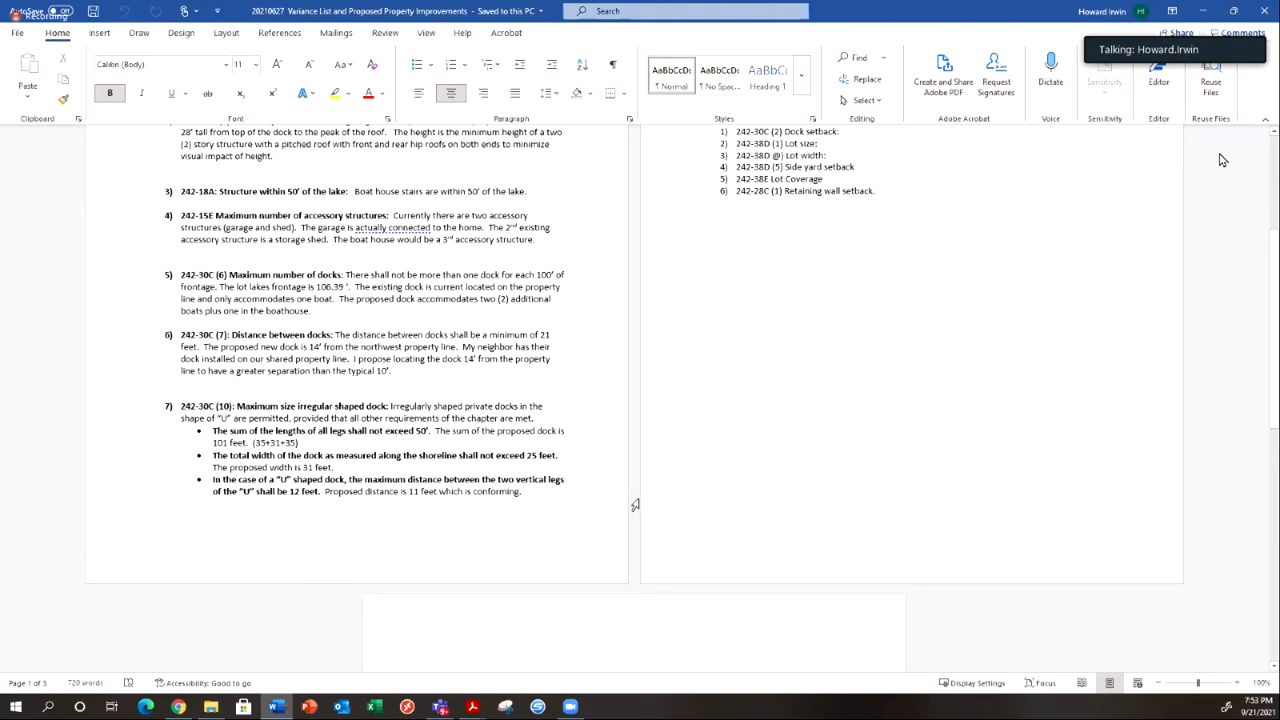 AutoSave Off
20210627 Variance List and Proposed Property Improvements - Saved to this PC
Search
Howard Irwin
HI
Recording
File Home Insert Draw Design Layout References Mailings Review View Help Acrobat
Share
Comments
Talking: Howard.Irwin
Paste
Calibri (Body)
11
Normal
No Spac...
Heading 1
Find
Replace
Select
Create and Share Adobe PDF
Request Signatures
Dictate
Sensitivity
Editor
Reuse Files
Clipboard
Font
Paragraph
Styles
Editing
Adobe Acrobat
Voice
Sensitivity
Editor
Reuse Files
28' tall from top of the dock to the peak of the roof. The height is the minimum height of a two
(2) story structure with a pitched roof with front and rear hip roofs on both ends to minimize
visual impact of height.
3) 242-18A: Structure within 50' of the lake: Boat house stairs are within 50' of the lake.
4) 242-15E Maximum number of accessory structures: Currently there are two accessory
structures (garage and shed). The garage is actually connected to the home. The 2nd existing
accessory structure is a storage shed. The boat house would be a 3rd accessory structure.
5) 242-30C (6) Maximum number of docks: There shall not be more than one dock for each 100' of
frontage. The lot lakes frontage is 106.39 '. The existing dock is current located on the property
line and only accommodates one boat. The proposed dock accommodates two (2) additional
boats plus one in the boathouse.
6) 242-30C (7): Distance between docks: The distance between docks shall be a minimum of 21
feet. The proposed new dock is 14' from the northwest property line. My neighbor has their
dock installed on our shared property line. I propose locating the dock 14' from the property
line to have a greater separation than the typical 10'.
7) 242-30C (10): Maximum size irregular shaped dock: Irregularly shaped private docks in the
shape of "U" are permitted, provided that all other requirements of the chapter are met.
• The sum of the lengths of all legs shall not exceed 50'. The sum of the proposed dock is
101 feet. (35+31+35)
• The total width of the dock as measured along the shoreline shall not exceed 25 feet.
The proposed width is 31 feet.
• In the case of a "U" shaped dock, the maximum distance between the two vertical legs
of the "U" shall be 12 feet. Proposed distance is 11 feet which is conforming.
1) 242-30C (2) Dock setback:
2) 242-38D (1) Lot size:
3) 242-38D @) Lot width:
4) 242-38D (5) Side yard setback
5) 242-38E Lot Coverage
6) 242-28C (1) Retaining wall setback.
Page 1 of 3
720 words
Accessibility: Good to go
Display Settings
Focus
100%
7:53 PM
9/21/2021